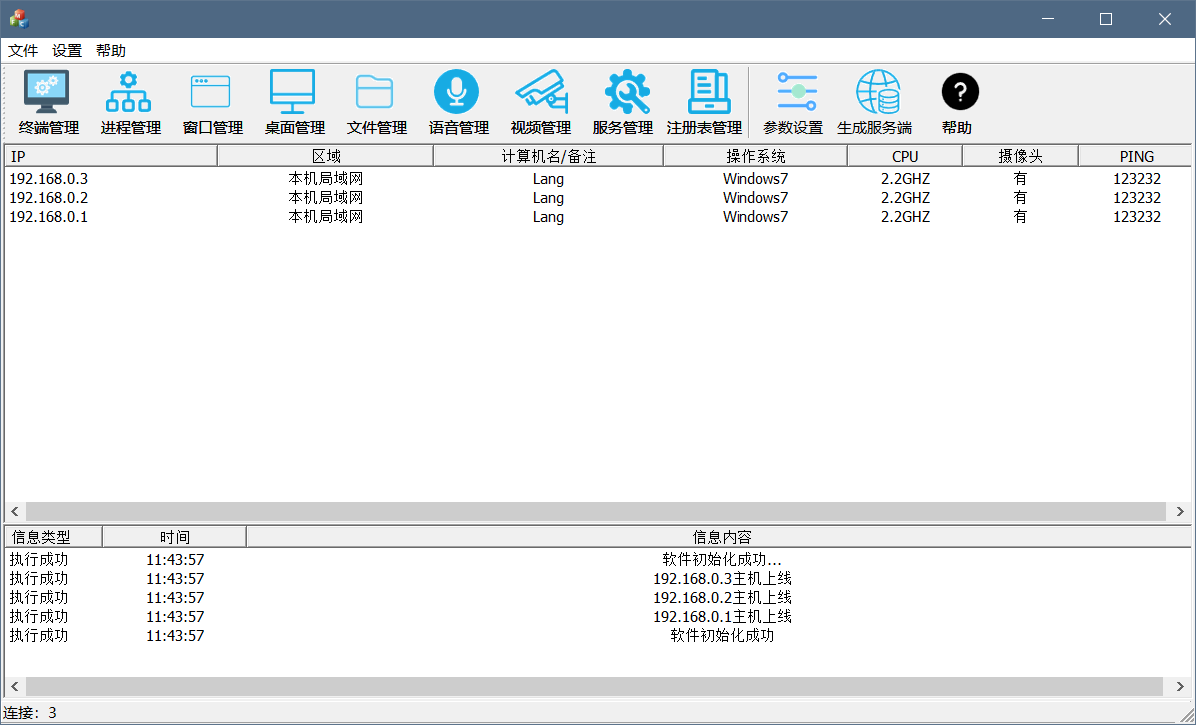 文件 设置 帮助
终端管理 进程管理 窗口管理 桌面管理 文件管理 语音管理 视频管理 服务管理 注册表管理 参数设置 生成服务端 帮助
IP 区域 计算机名/备注 操作系统 CPU 摄像头 PING
192.168.0.3 本机局域网 Lang Windows7 2.2GHZ 有 123232
192.168.0.2 本机局域网 Lang Windows7 2.2GHZ 有 123232
192.168.0.1 本机局域网 Lang Windows7 2.2GHZ 有 123232
信息类型 时间 信息内容
执行成功 11:43:57 软件初始化成功...
执行成功 11:43:57 192.168.0.3主机上线
执行成功 11:43:57 192.168.0.2主机上线
执行成功 11:43:57 192.168.0.1主机上线
执行成功 11:43:57 软件初始化成功
连接: 3